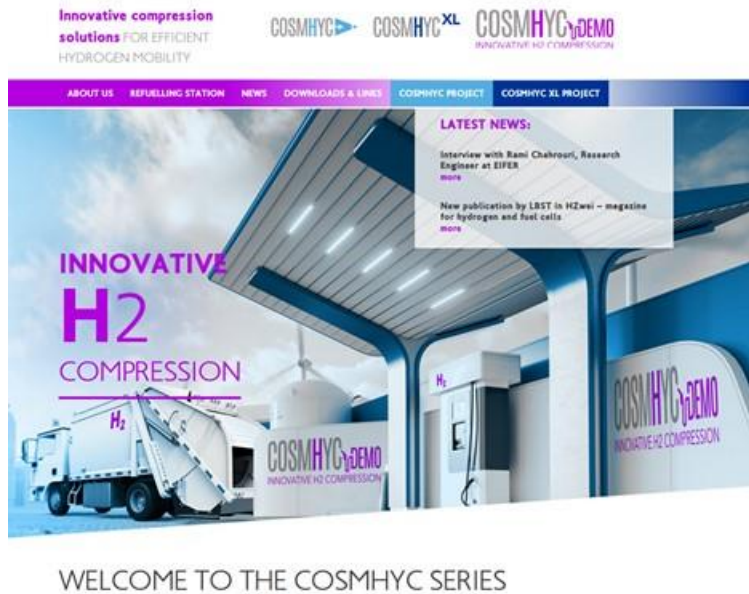 Innovative compression
solutions FOR EFFICIENT
HYDROGEN MOBILITY
COSMHYC
COSMHYC XL
COSMHYC DEMO
INNOVATIVE H2 COMPRESSION
ABOUT US REFUELLING STATION NEWS DOWNLOADS & LINKS COSMHYC PROJECT COSMHYC XL PROJECT
LATEST NEWS:
Interview with Rami Chahrouri, Research
Engineer at EIFER
more
New publication by LBST in HZwei – magazine
for hydrogen and fuel cells
more
INNOVATIVE
H2
COMPRESSION
H2
H2
COSMHYC DEMO
INNOVATIVE H2 COMPRESSION
COSMHYC DEMO
INNOVATIVE H2 COMPRESSION
WELCOME TO THE COSMHYC SERIES